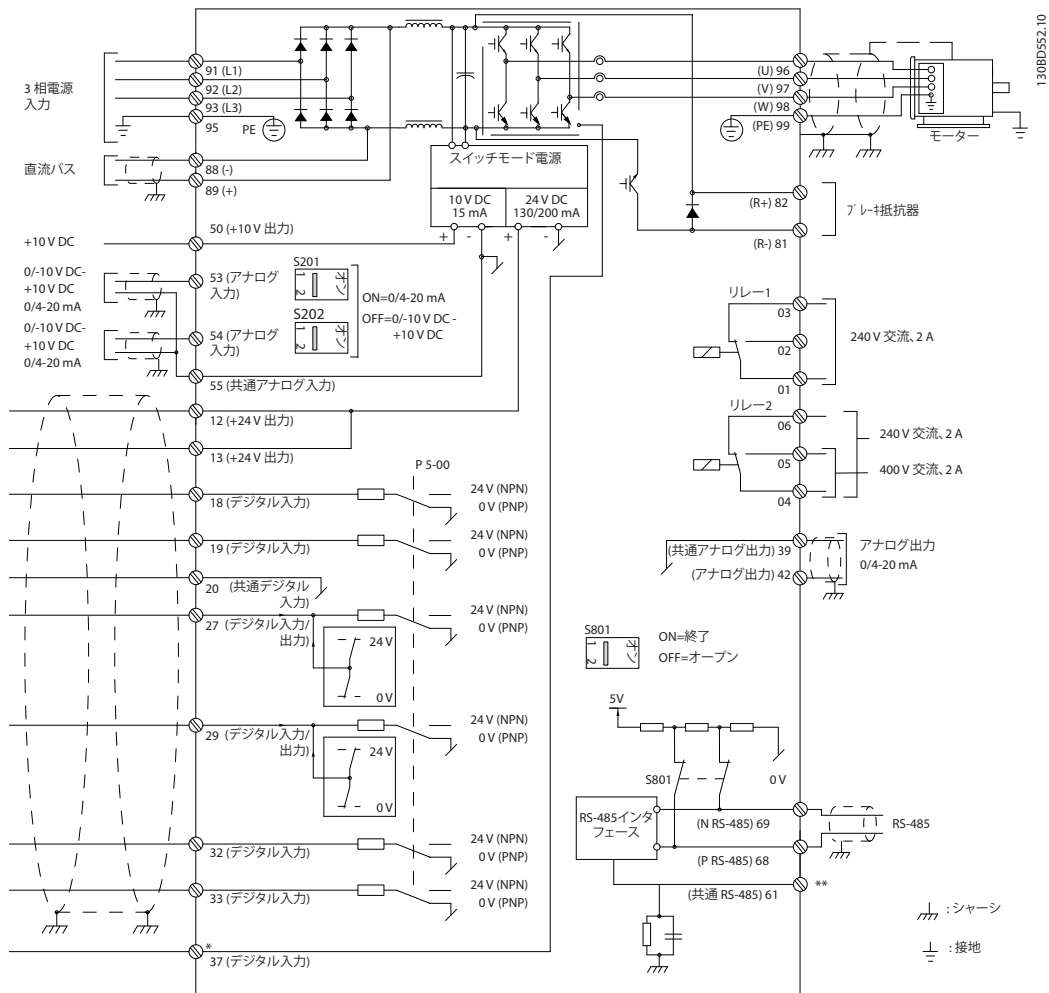 130BD552.10
3 相電源
入力
91 (L1)
92 (L2)
93 (L3)
95
PE
直流バス
88 (-)
89 (+)
+10 V DC
50 (+10 V 出力)
スイッチモード電源
10 V DC
15 mA
24 V DC
130/200 mA
+
-
+
-
0/-10 V DC-
+10 V DC
0/4-20 mA
53 (アナログ
入力)
0/-10 V DC-
+10 V DC
0/4-20 mA
54 (アナログ
入力)
S201
1
2
オン
S202
1
2
オン
ON=0/4-20 mA
OFF=0/-10 V DC -
+10 V DC
55 (共通アナログ入力)
12 (+24 V 出力)
13 (+24 V 出力)
P 5-00
18 (デジタル入力)
24 V (NPN)
0 V (PNP)
19 (デジタル入力)
24 V (NPN)
0 V (PNP)
20 (共通デジタル
入力)
27 (デジタル入力/
出力)
24 V (NPN)
0 V (PNP)
24 V
0 V
29 (デジタル入力/
出力)
24 V (NPN)
0 V (PNP)
24 V
0 V
32 (デジタル入力)
24 V (NPN)
0 V (PNP)
33 (デジタル入力)
24 V (NPN)
0 V (PNP)
*
37 (デジタル入力)
(U) 96
(V) 97
(W) 98
(PE) 99
モーター
(R+) 82
ブレーキ抵抗器
(R-) 81
リレー1
03
02
01
240 V 交流、2 A
リレー2
06
05
04
240 V 交流、2 A
400 V 交流、2 A
(共通アナログ出力) 39
(アナログ出力) 42
アナログ出力
0/4-20 mA
S801
1
2
オン
ON=終了
OFF=オープン
5V
S801
0 V
RS-485インタ
フェース
(N RS-485) 69
(P RS-485) 68
RS-485
(共通 RS-485) 61
**
: シャーシ
: 接地